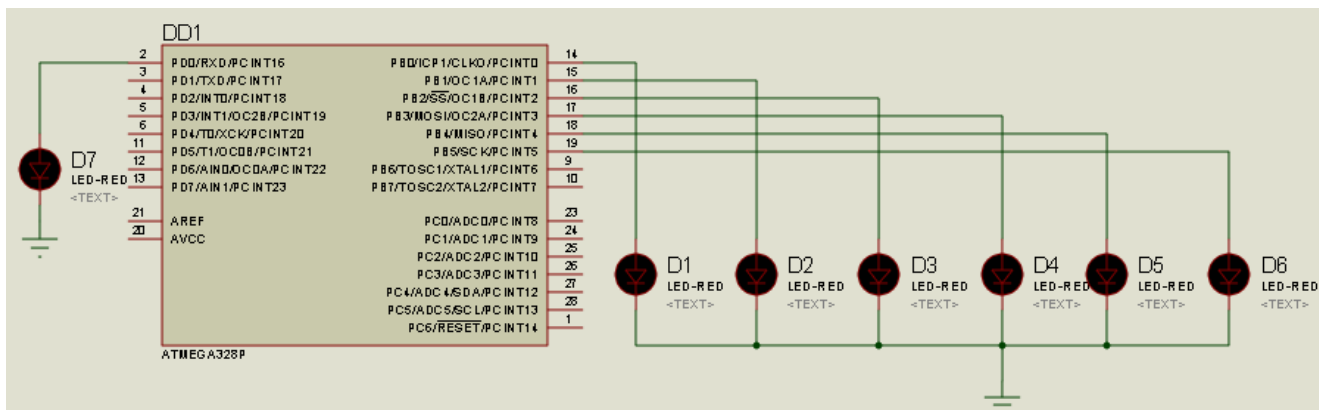 DD1
2 PD0/RXD/PCINT16 PB0/ICP1/CLKO/PCINT0 14
3 PD1/TXD/PCINT17 PB1/OC1A/PCINT1 15
4 PD2/INT0/PCINT18 PB2/SS/OC1B/PCINT2 16
5 PD3/INT1/OC2B/PCINT19 PB3/MOSI/OC2A/PCINT3 17
6 PD4/T0/XCK/PCINT20 PB4/MISO/PCINT4 18
11 PD5/T1/OC0B/PCINT21 PB5/SCK/PCINT5 19
12 PD6/AIN0/OC0A/PCINT22 PB6/TOSC1/XTAL1/PCINT6 9
13 PD7/AIN1/PCINT23 PB7/TOSC2/XTAL2/PCINT7 10
21 AREF PC0/ADC0/PCINT8 23
20 AVCC PC1/ADC1/PCINT9 24
PC2/ADC2/PCINT10 25
PC3/ADC3/PCINT11 26
PC4/ADC4/SDA/PCINT12 27
PC5/ADC5/SCL/PCINT13 28
PC6/RESET/PCINT14 1
ATMEGA328P
D7
LED-RED
<TEXT>
D1
LED-RED
<TEXT>
D2
LED-RED
<TEXT>
D3
LED-RED
<TEXT>
D4
LED-RED
<TEXT>
D5
LED-RED
<TEXT>
D6
LED-RED
<TEXT>